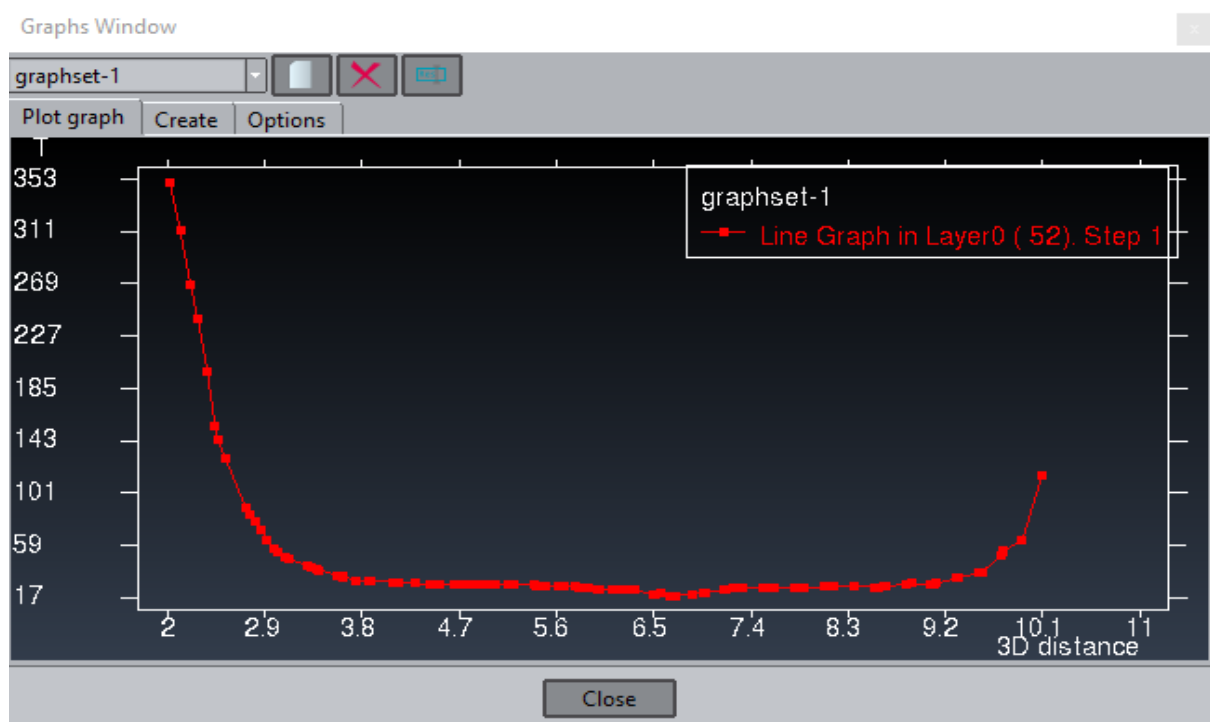 Graphs Window
x
graphset-1
Plot graph Create Options
T
353
311
269
227
185
143
101
59
17
graphset-1
Line Graph in Layer0 ( 52). Step 1
2 2.9 3.8 4.7 5.6 6.5 7.4 8.3 9.2 10.1 11
3D distance
Close